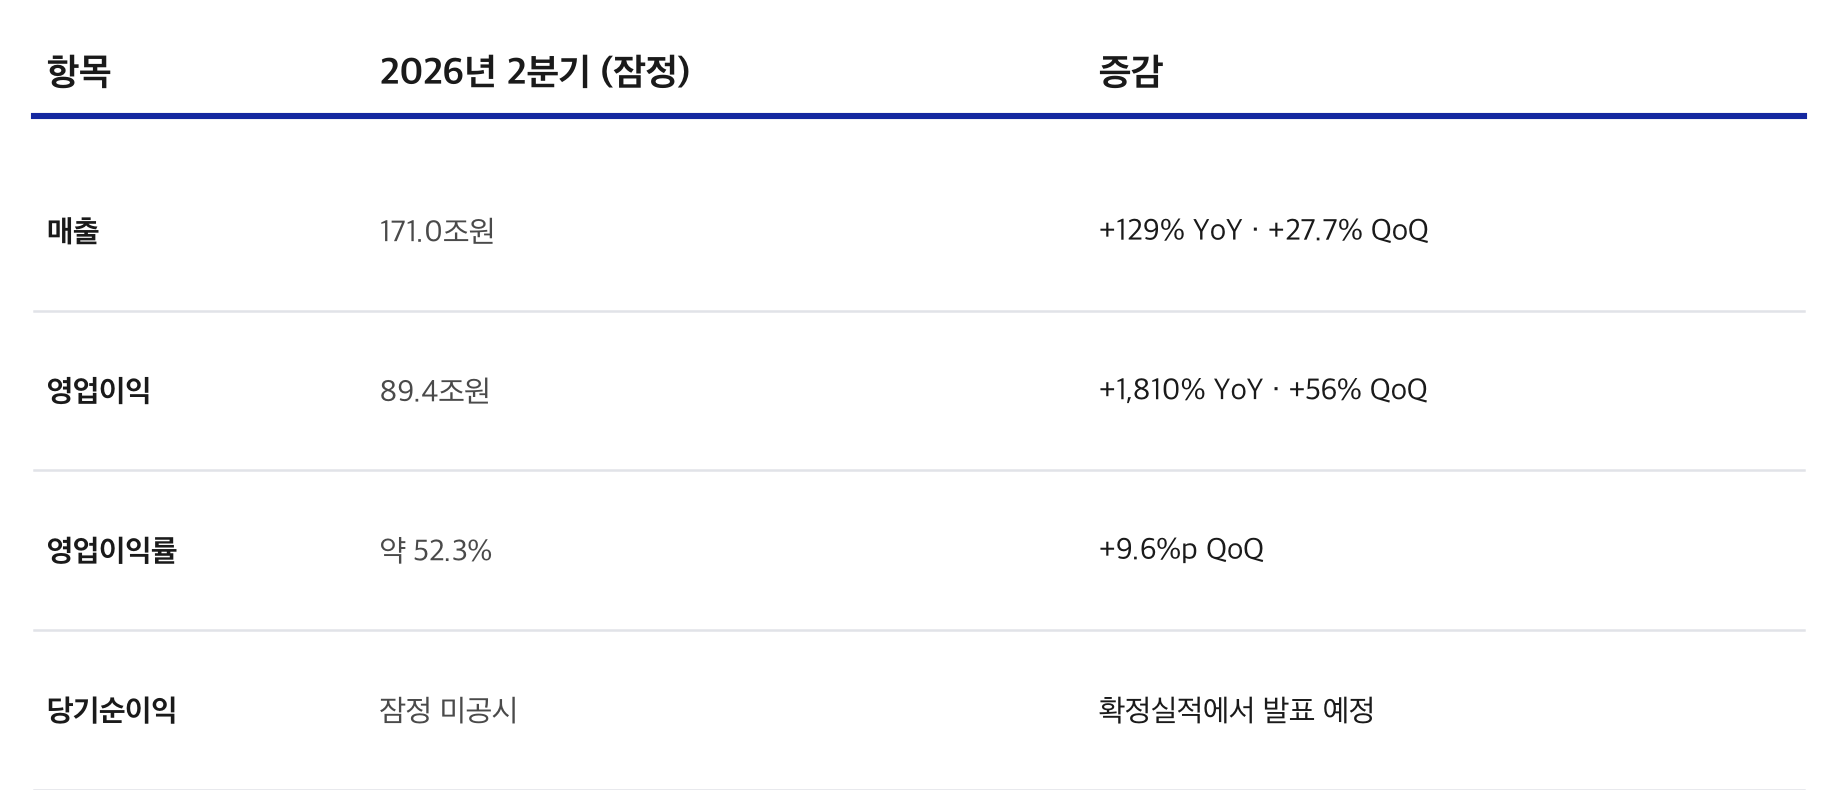 항목 2026년 2분기 (잠정) 증감
매출 171.0조원 +129% YoY · +27.7% QoQ
영업이익 89.4조원 +1,810% YoY · +56% QoQ
영업이익률 약 52.3% +9.6%p QoQ
당기순이익 잠정 미공시 확정실적에서 발표 예정